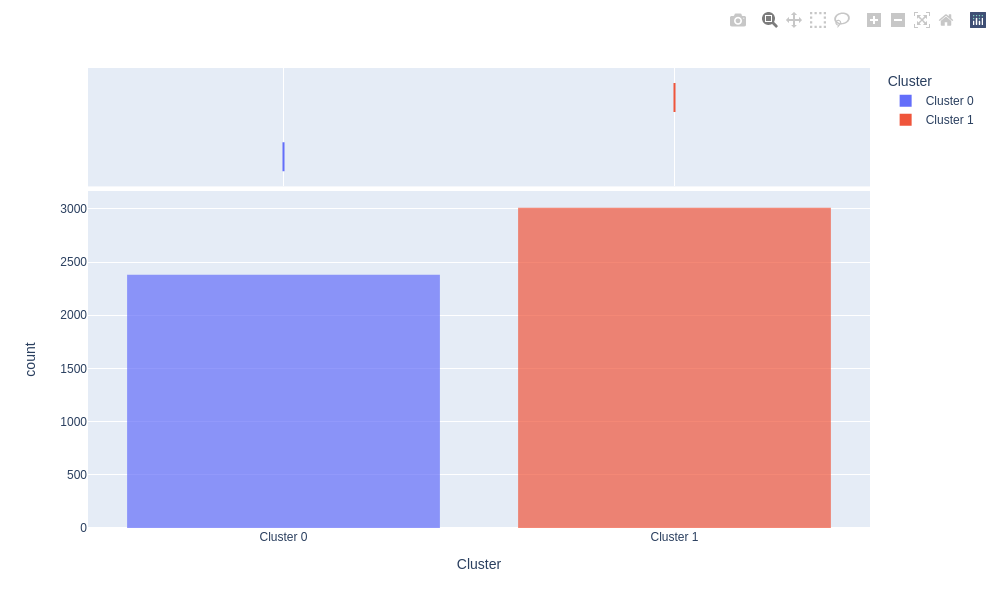 Cluster
Cluster 0
Cluster 1
3000
2500
2000
1500
1000
500
0
count
Cluster 0
Cluster 1
Cluster